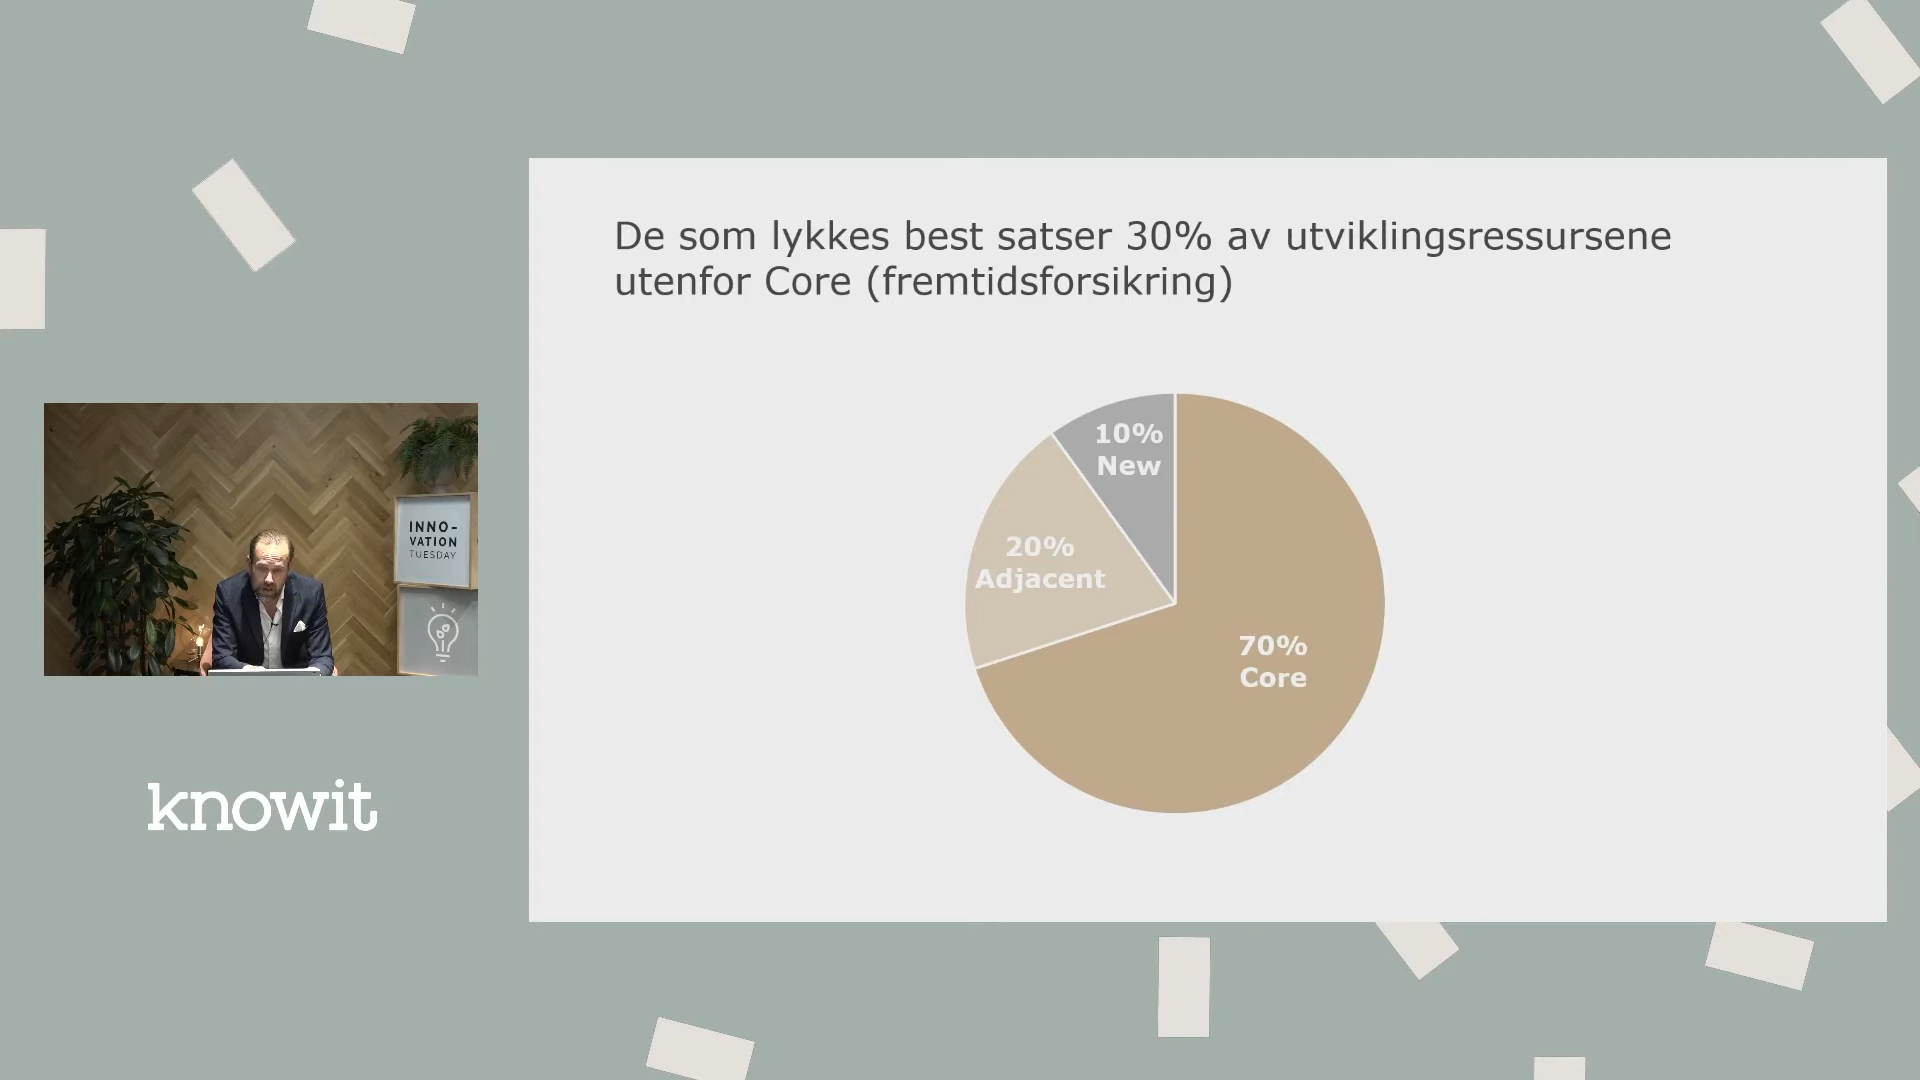 De som lykkes best satser 30% av utviklingsressursene
utenfor Core (fremtidsforsikring)
10%
New
20%
Adjacent
70%
Core
INNO-
VATION
TUESDAY
knowit